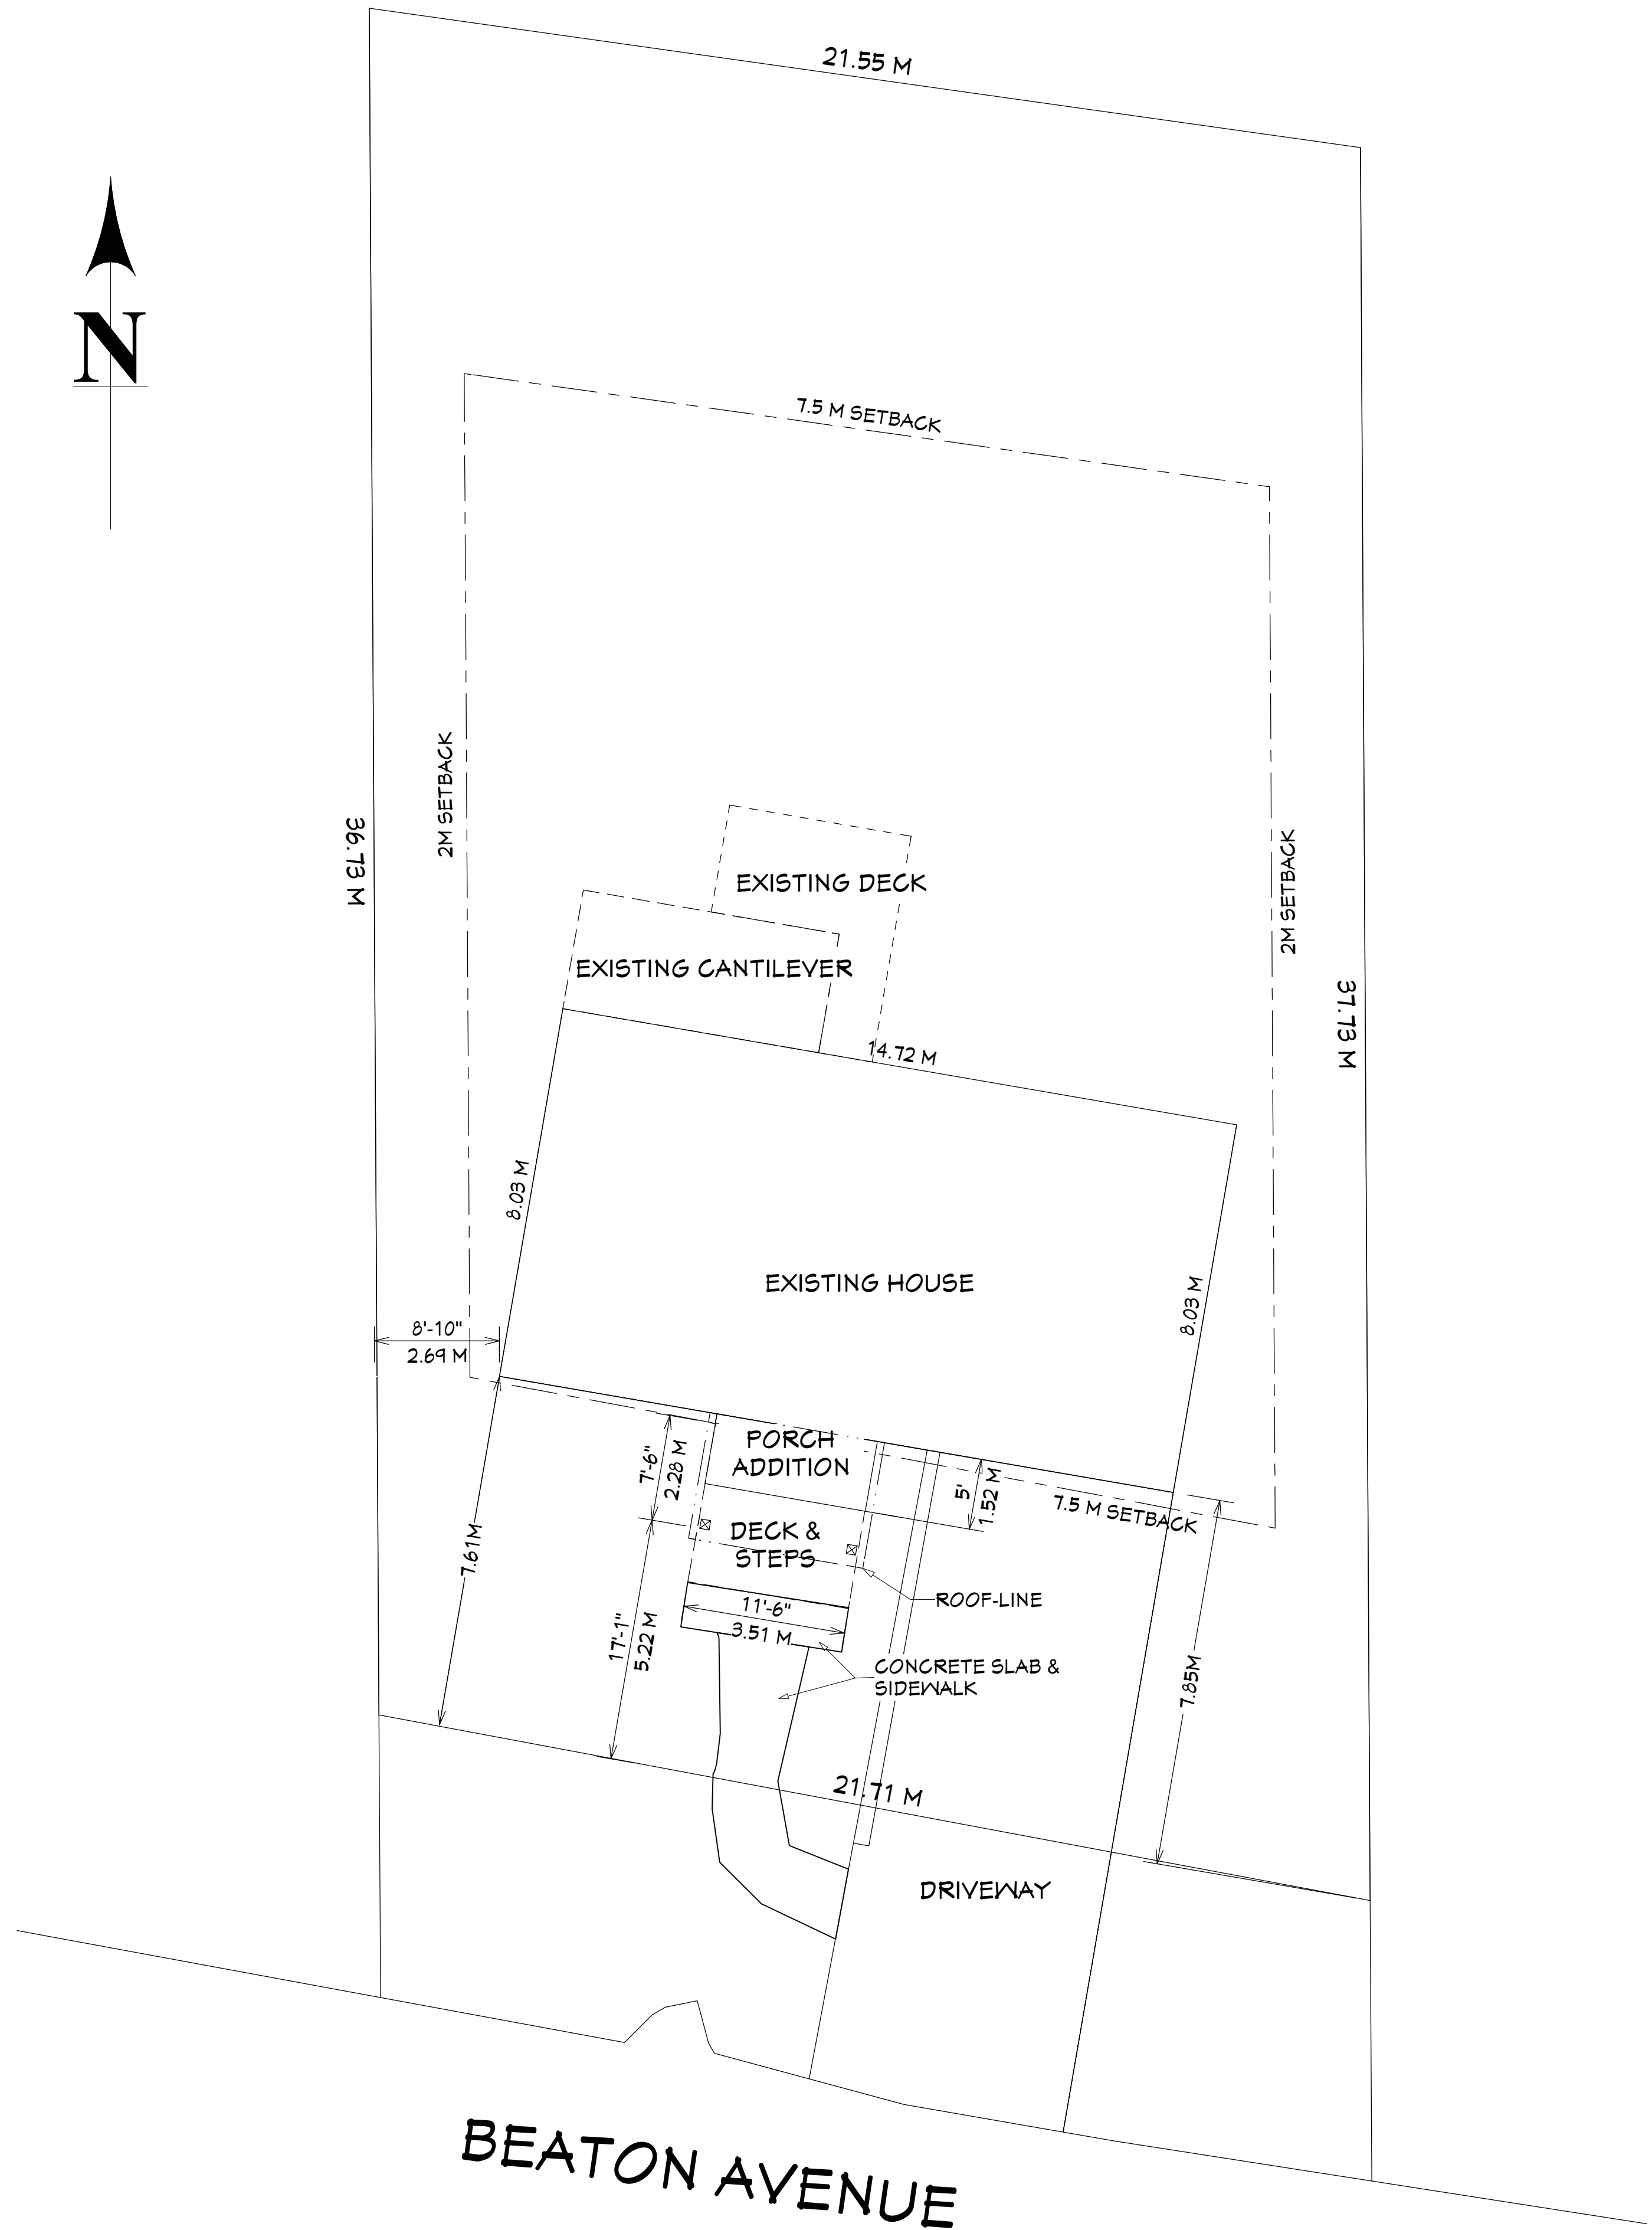 21.55 M
N
7.5 M SETBACK
2M SETBACK
36.73 M
2M SETBACK
EXISTING DECK
EXISTING CANTILEVER
37.73 M
14.72 M
8.03 M
EXISTING HOUSE
8.03 M
8'-10"
2.69 M
PORCH
ADDITION
7'-6"
2.28 M
5'
1.52 M
7.5 M SETBACK
DECK &
STEPS
7.61M
ROOF-LINE
11'-6"
3.51 M
17'-1"
5.22 M
CONCRETE SLAB &
SIDEWALK
7.85M
21.71 M
DRIVEWAY
BEATON AVENUE